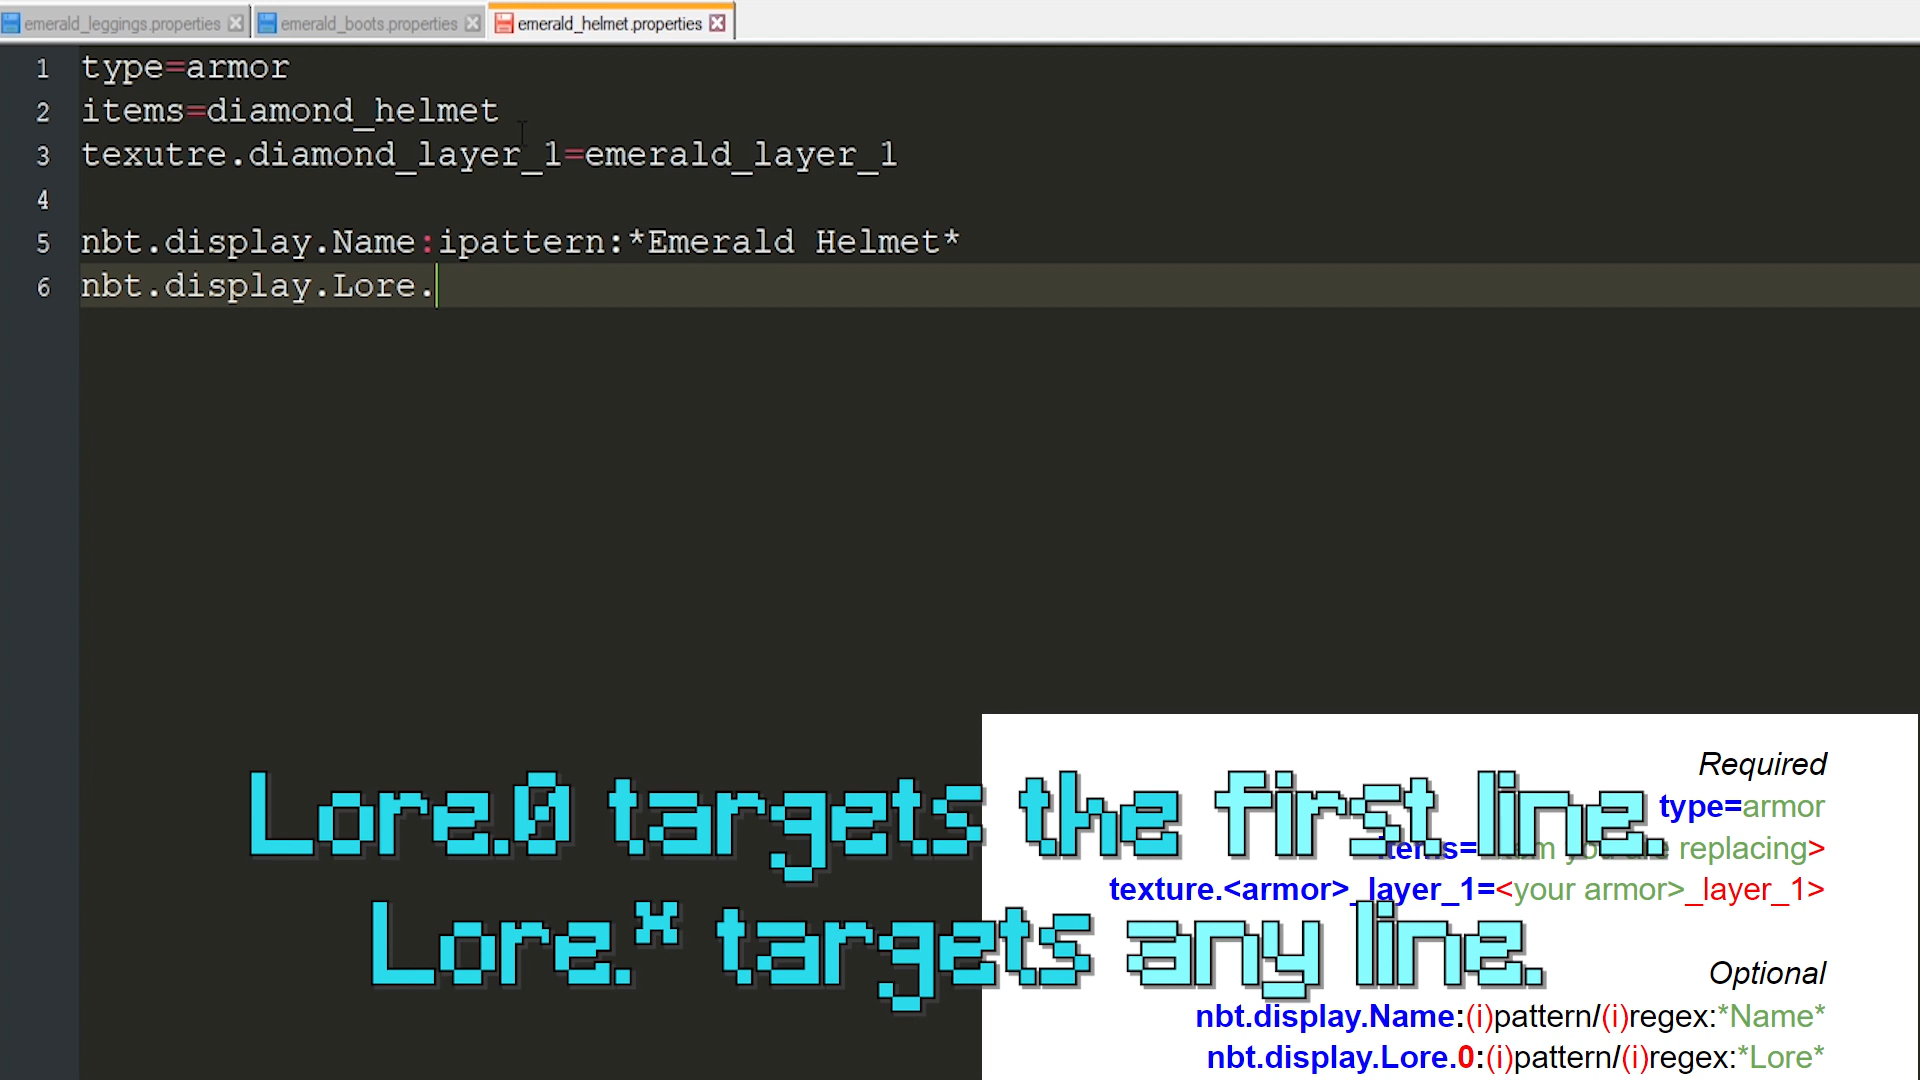 emerald_leggings.properties emerald_boots.properties emerald_helmet.properties
1 type=armor
2 items=diamond_helmet
3 texutre.diamond_layer_1=emerald_layer_1
4
5 nbt.display.Name:ipattern:*Emerald Helmet*
6 nbt.display.Lore.
Lore.0 targets the first line.
Lore.* targets any line.
Required
type=armor
items= replacing>
texture.<armor>_layer_1=<your armor>_layer_1>
Optional
nbt.display.Name:(i)pattern/(i)regex:*Name*
nbt.display.Lore.0:(i)pattern/(i)regex:*Lore*